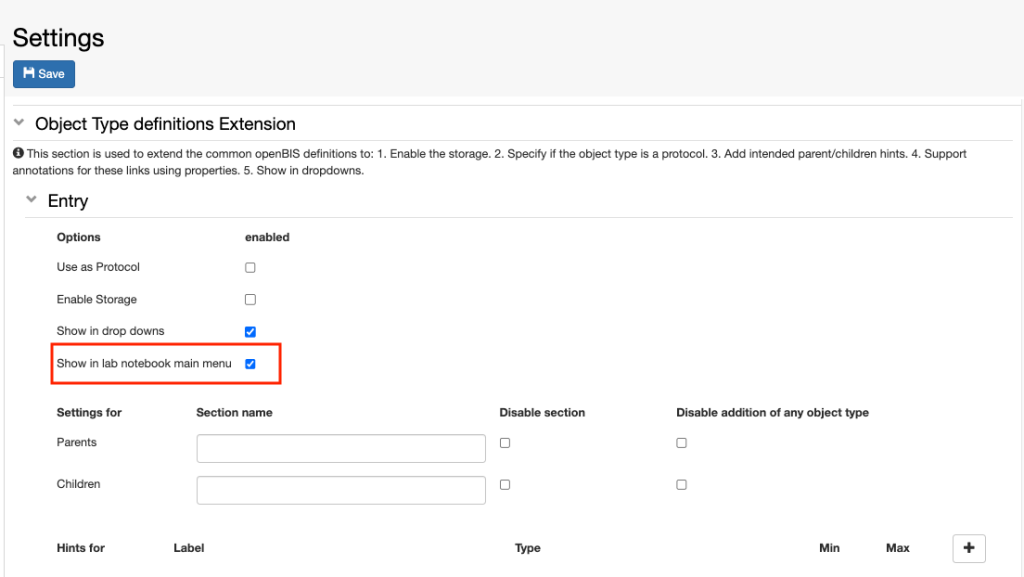 Settings
Save
Object Type definitions Extension
This section is used to extend the common openBIS definitions to: 1. Enable the storage. 2. Specify if the object type is a protocol. 3. Add intended parent/children hints. 4. Support
annotations for these links using properties. 5. Show in dropdowns.
Entry
Options enabled
Use as Protocol
Enable Storage
Show in drop downs
Show in lab notebook main menu
Settings for Section name Disable section Disable addition of any object type
Parents
Children
Hints for Label Type Min Max